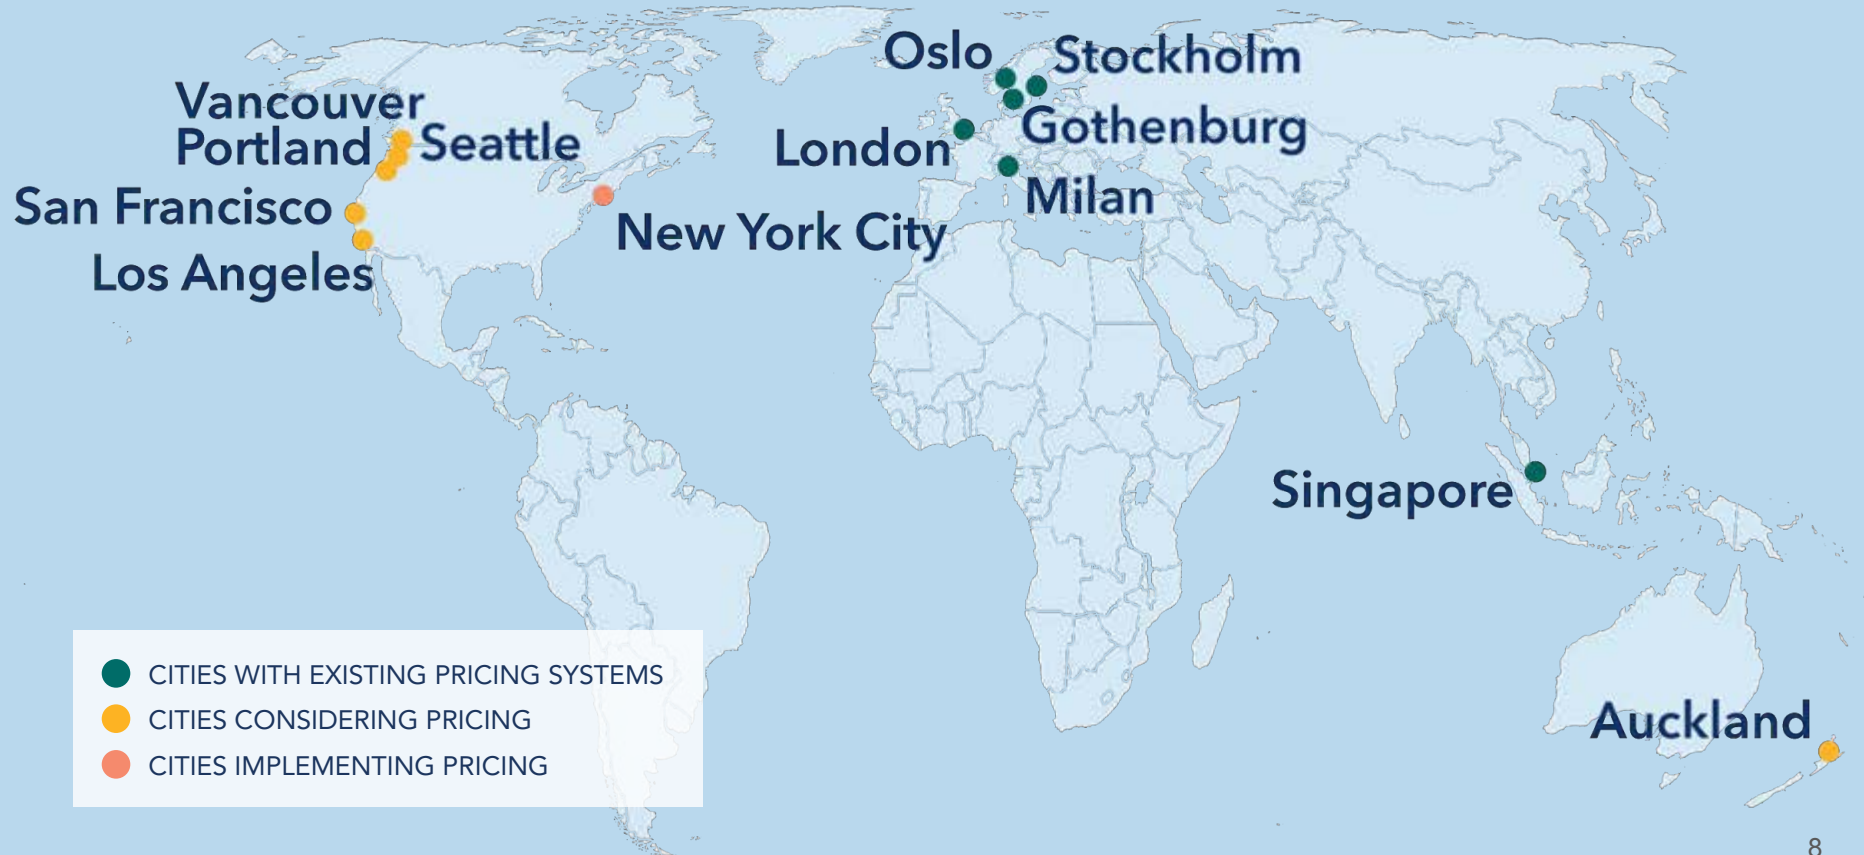 Oslo
Stockholm
Vancouver
Portland
Seattle
Gothenburg
London
San Francisco
Milan
New York City
Los Angeles
Singapore
CITIES WITH EXISTING PRICING SYSTEMS
CITIES CONSIDERING PRICING
CITIES IMPLEMENTING PRICING
Auckland
8